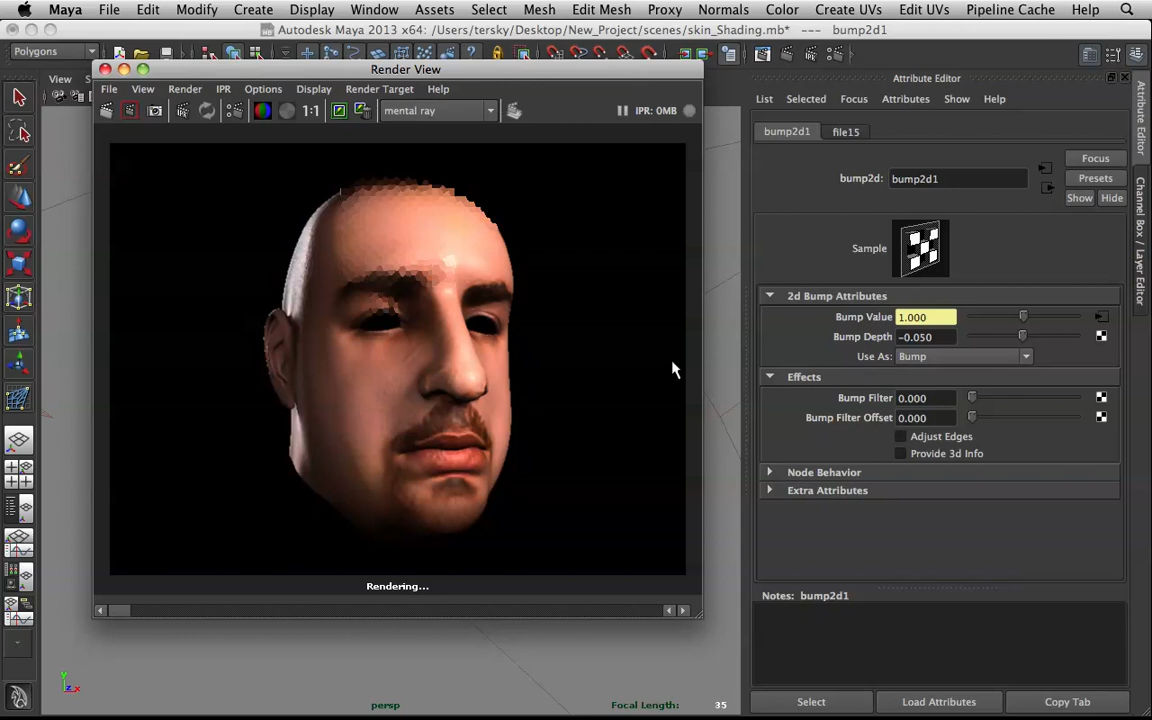 Maya File Edit Modify Create Display Window Assets Select Mesh Edit Mesh Proxy Normals Color Create UVs Edit UVs Pipeline Cache Help
Autodesk Maya 2013 x64: /Users/tersky/Desktop/New_Project/scenes/skin_Shading.mb* --- bump2d1
Polygons
View S
Render View
File View Render IPR Options Display Render Target Help
1:1 mental ray IPR: 0MB
Rendering...
persp Focal Length: 35
y
z x
Attribute Editor
List Selected Focus Attributes Show Help
bump2d1 file15
Focus
bump2d: bump2d1 Presets
Show Hide
Sample
2d Bump Attributes
Bump Value 1.000
Bump Depth -0.050
Use As: Bump
Effects
Bump Filter 0.000
Bump Filter Offset 0.000
Adjust Edges
Provide 3d Info
Node Behavior
Extra Attributes
Notes: bump2d1
Select Load Attributes Copy Tab
Attribute Editor
Channel Box / Layer Editor